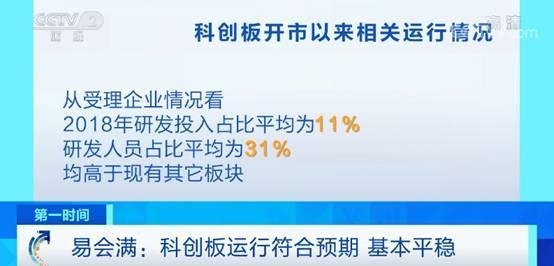 CCTV 2
财经
高清
科创板开市以来相关运行情况
从受理企业情况看
2018年研发投入占比平均为11%
研发人员占比平均为31%
均高于现有其它板块
第一时间
易会满：科创板运行符合预期 基本平稳